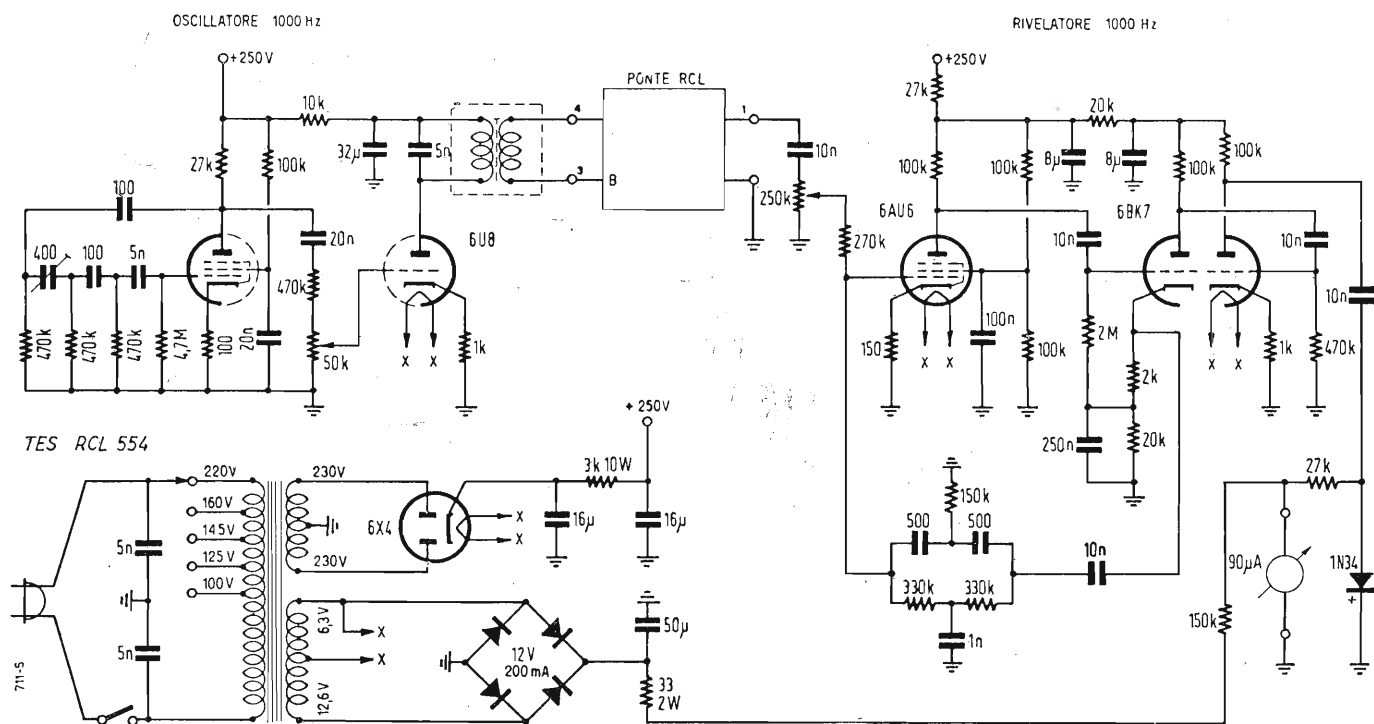 OSCILLATORE 1000 Hz
RIVELATORE 1000 Hz
+250V
10k
27k
100k
32µ
5n
100
400
100
5n
20n
470k
50k
470k
470k
470k
4,7M
100
20n
6U8
X X
1k
4
3
PONTE RCL
B
1
10n
250k
+250V
27k
20k
100k
100k
8µ
8µ
100k
100k
270k
6AU6
6BK7
10n
10n
10n
150
X X
100n
100k
2M
2k
250n
20k
X X
1k
470k
TES RCL 554
220V
160V
145V
125V
100V
5n
5n
230V
230V
6X4
X
X
3k 10W
+ 250V
16µ
16µ
6,3V
12,6V
X
X
12V
200mA
50µ
33
2W
150k
500
500
330k
330k
1n
10n
27k
90µA
1N34
+
150k
711-5